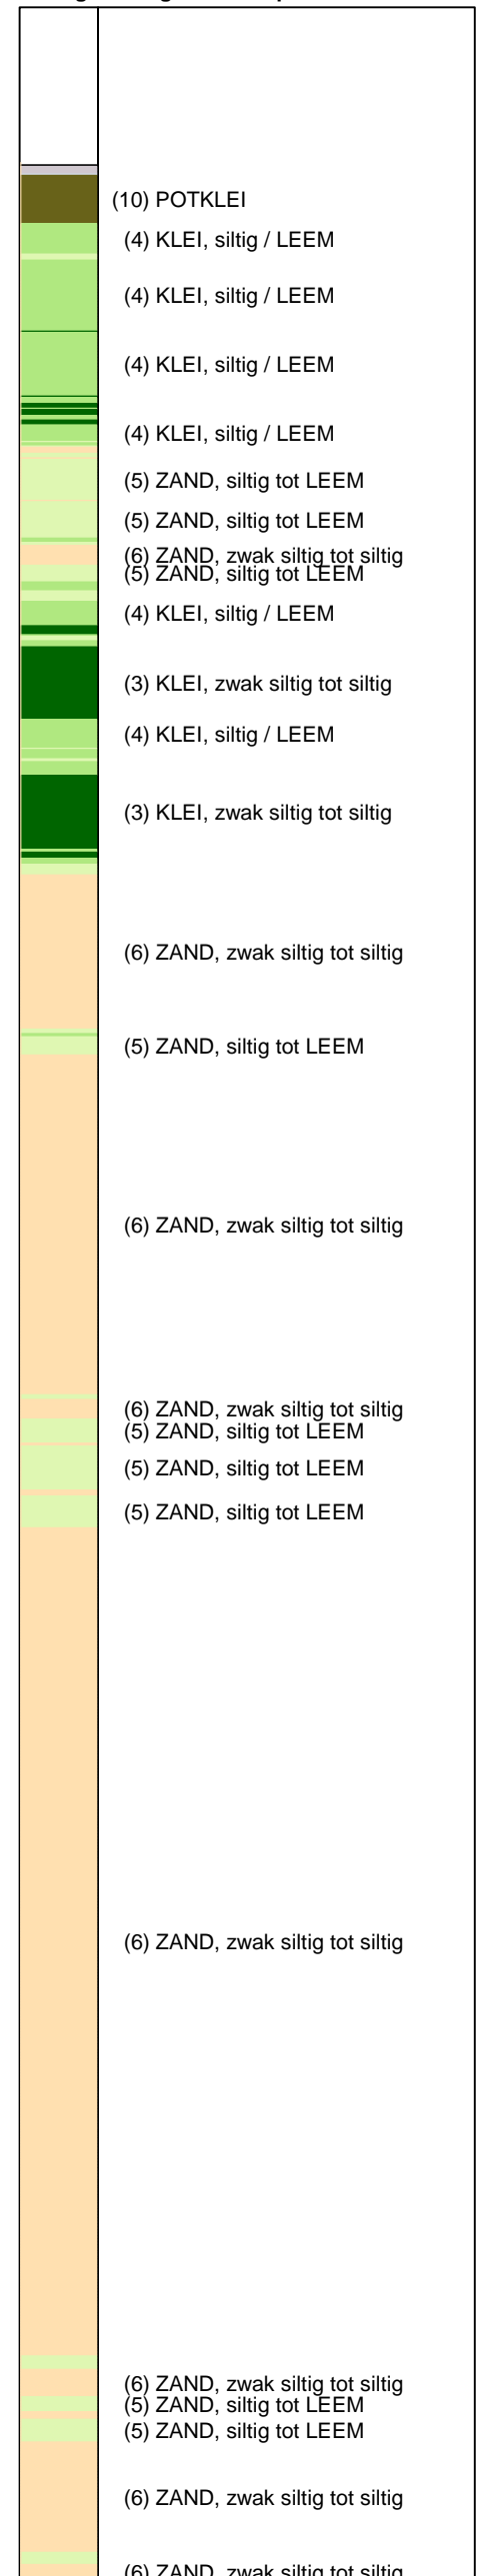 (10) POTKLEI
(4) KLEI, siltig / LEEM
(4) KLEI, siltig / LEEM
(4) KLEI, siltig / LEEM
(4) KLEI, siltig / LEEM
(5) ZAND, siltig tot LEEM
(5) ZAND, siltig tot LEEM
(6) ZAND, zwak siltig tot siltig
(5) ZAND, siltig tot LEEM
(4) KLEI, siltig / LEEM
(3) KLEI, zwak siltig tot siltig
(4) KLEI, siltig / LEEM
(3) KLEI, zwak siltig tot siltig
(6) ZAND, zwak siltig tot siltig
(5) ZAND, siltig tot LEEM
(6) ZAND, zwak siltig tot siltig
(6) ZAND, zwak siltig tot siltig
(5) ZAND, siltig tot LEEM
(5) ZAND, siltig tot LEEM
(5) ZAND, siltig tot LEEM
(6) ZAND, zwak siltig tot siltig
(6) ZAND, zwak siltig tot siltig
(5) ZAND, siltig tot LEEM
(5) ZAND, siltig tot LEEM
(6) ZAND, zwak siltig tot siltig
(6) ZAND, zwak siltig tot siltig